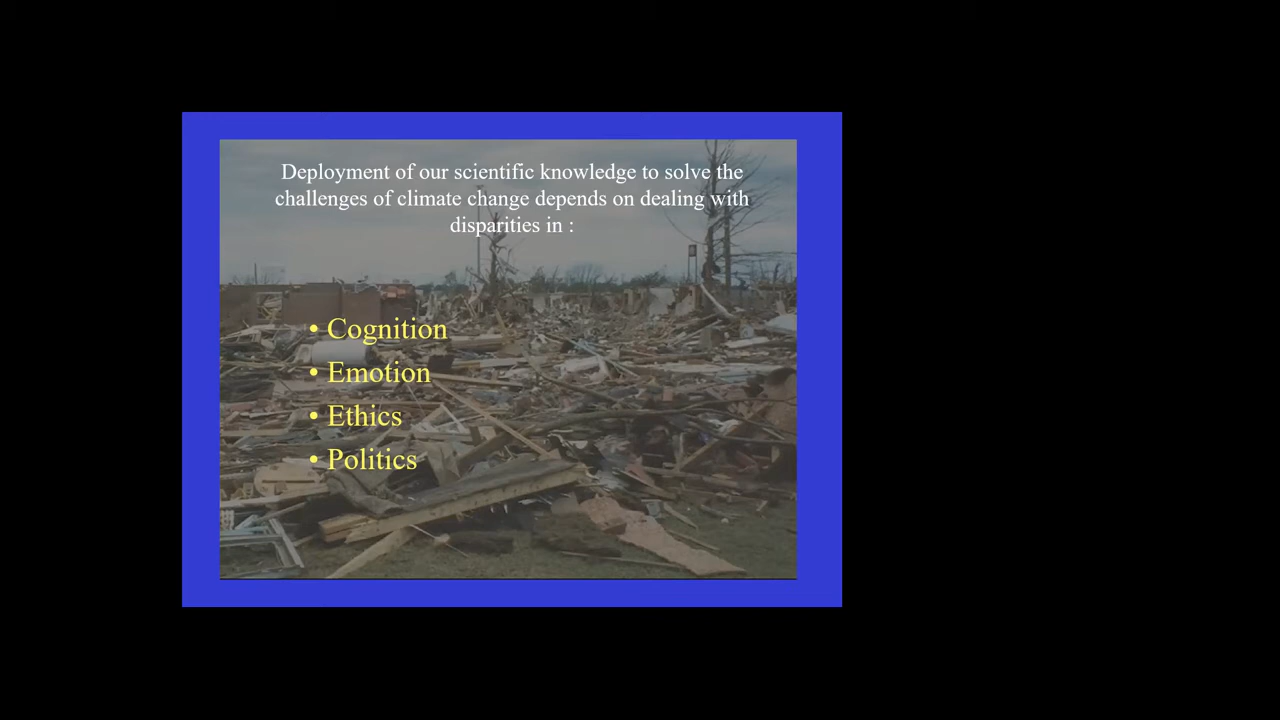 Deployment of our scientific knowledge to solve the
challenges of climate change depends on dealing with
disparities in :
• Cognition
• Emotion
• Ethics
• Politics